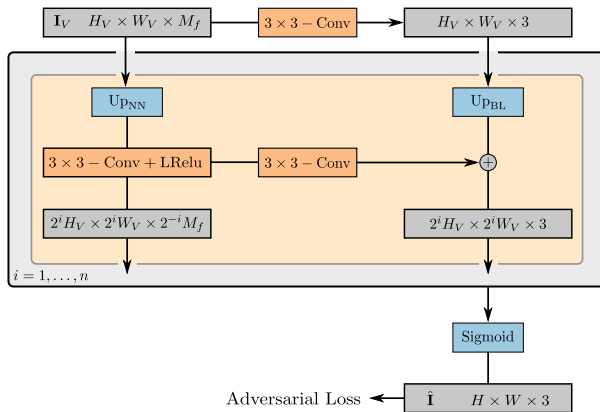 I_V H_V × W_V × M_f
3 × 3 − Conv
H_V × W_V × 3
Up_NN
Up_BL
3 × 3 − Conv + LRelu
3 × 3 − Conv
+
2^i H_V × 2^i W_V × 2^{−i} M_f
2^i H_V × 2^i W_V × 3
i = 1, . . . , n
Sigmoid
Adversarial Loss
Î H × W × 3